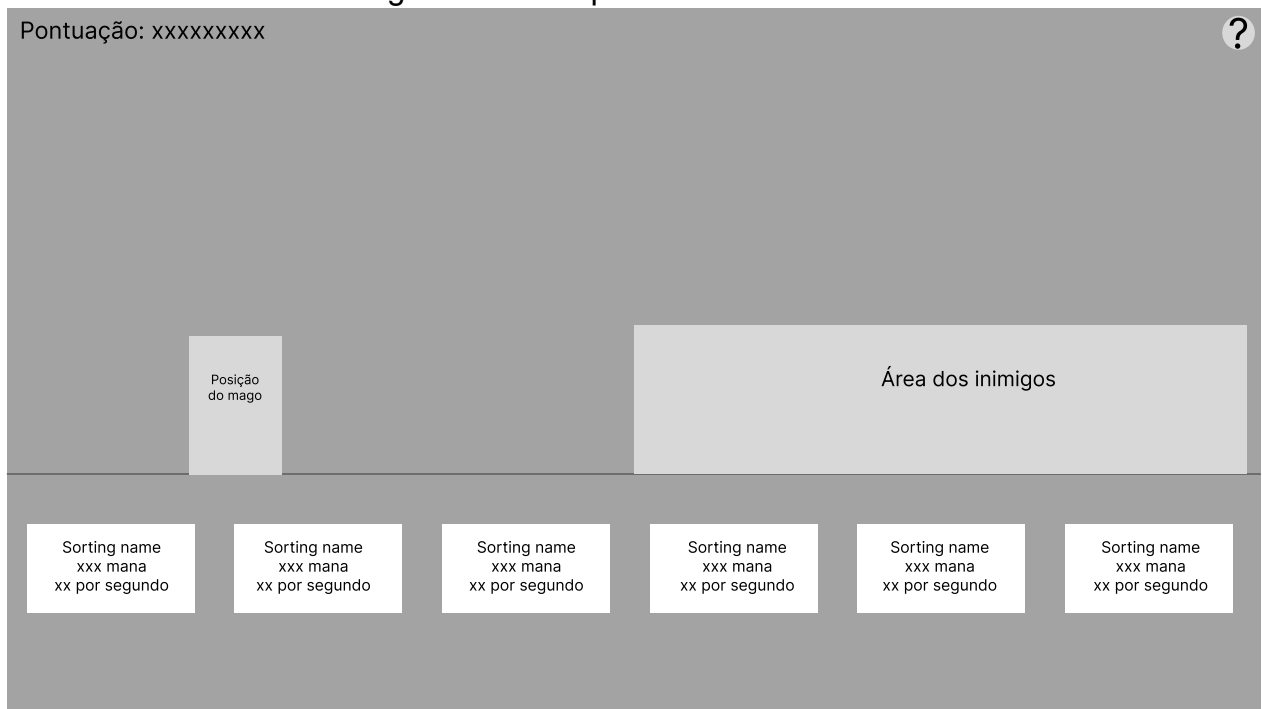 Pontuação: xxxxxxxxx
?
Posição
do mago
Área dos inimigos
Sorting name
xxx mana
xx por segundo
Sorting name
xxx mana
xx por segundo
Sorting name
xxx mana
xx por segundo
Sorting name
xxx mana
xx por segundo
Sorting name
xxx mana
xx por segundo
Sorting name
xxx mana
xx por segundo